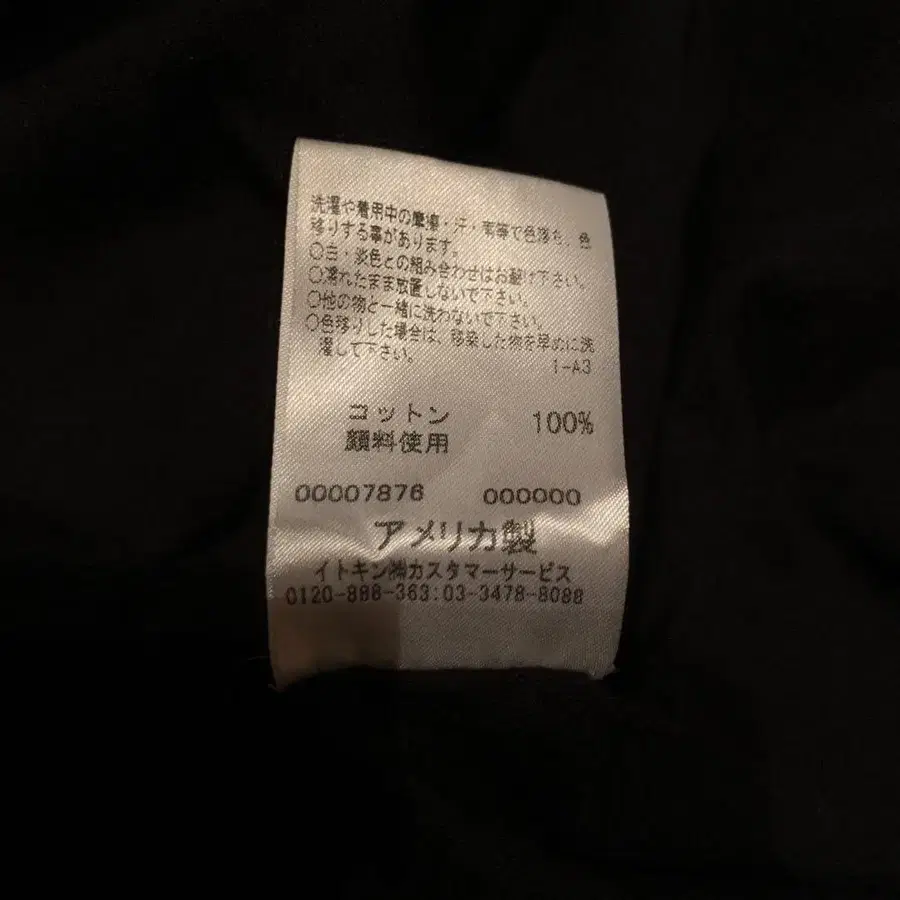 洗濯や着用中の摩擦・汗・雨等で色落ち、色
移りする事があります。
〇白・淡色との組み合わせはお避け下さい。
〇濡れたまま放置しないで下さい。
〇他の物と一緒に洗わないで下さい。
〇色移りした場合は、移染した物を早めに洗
濯して下さい。
I-A3
コットン 100%
顔料使用
00007876 000000
アメリカ製
イトキン㈱カスタマーサービス
0120-888-363:03-3478-8088